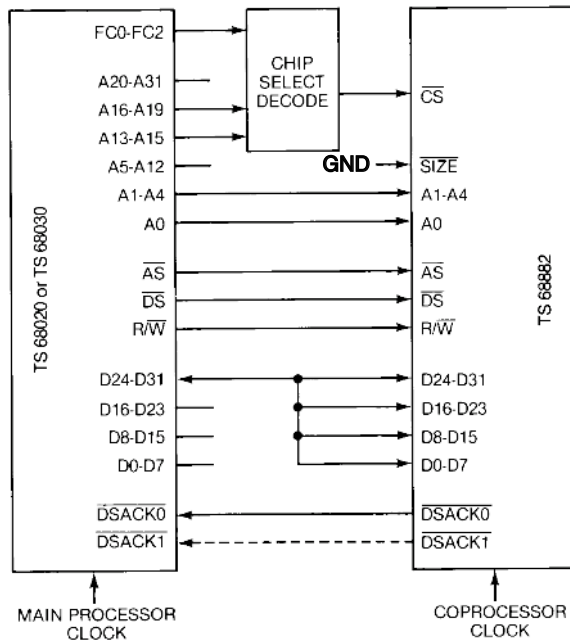 FC0-FC2
A20-A31
A16-A19
A13-A15
A5-A12
A1-A4
A0
AS
DS
R/W
D24-D31
D16-D23
D8-D15
D0-D7
DSACK0
DSACK1
TS 68020 or TS 68030
MAIN PROCESSOR
CLOCK
CHIP
SELECT
DECODE
GND
CS
SIZE
A1-A4
A0
AS
DS
R/W
D24-D31
D16-D23
D8-D15
D0-D7
DSACK0
DSACK1
TS 68882
COPROCESSOR
CLOCK